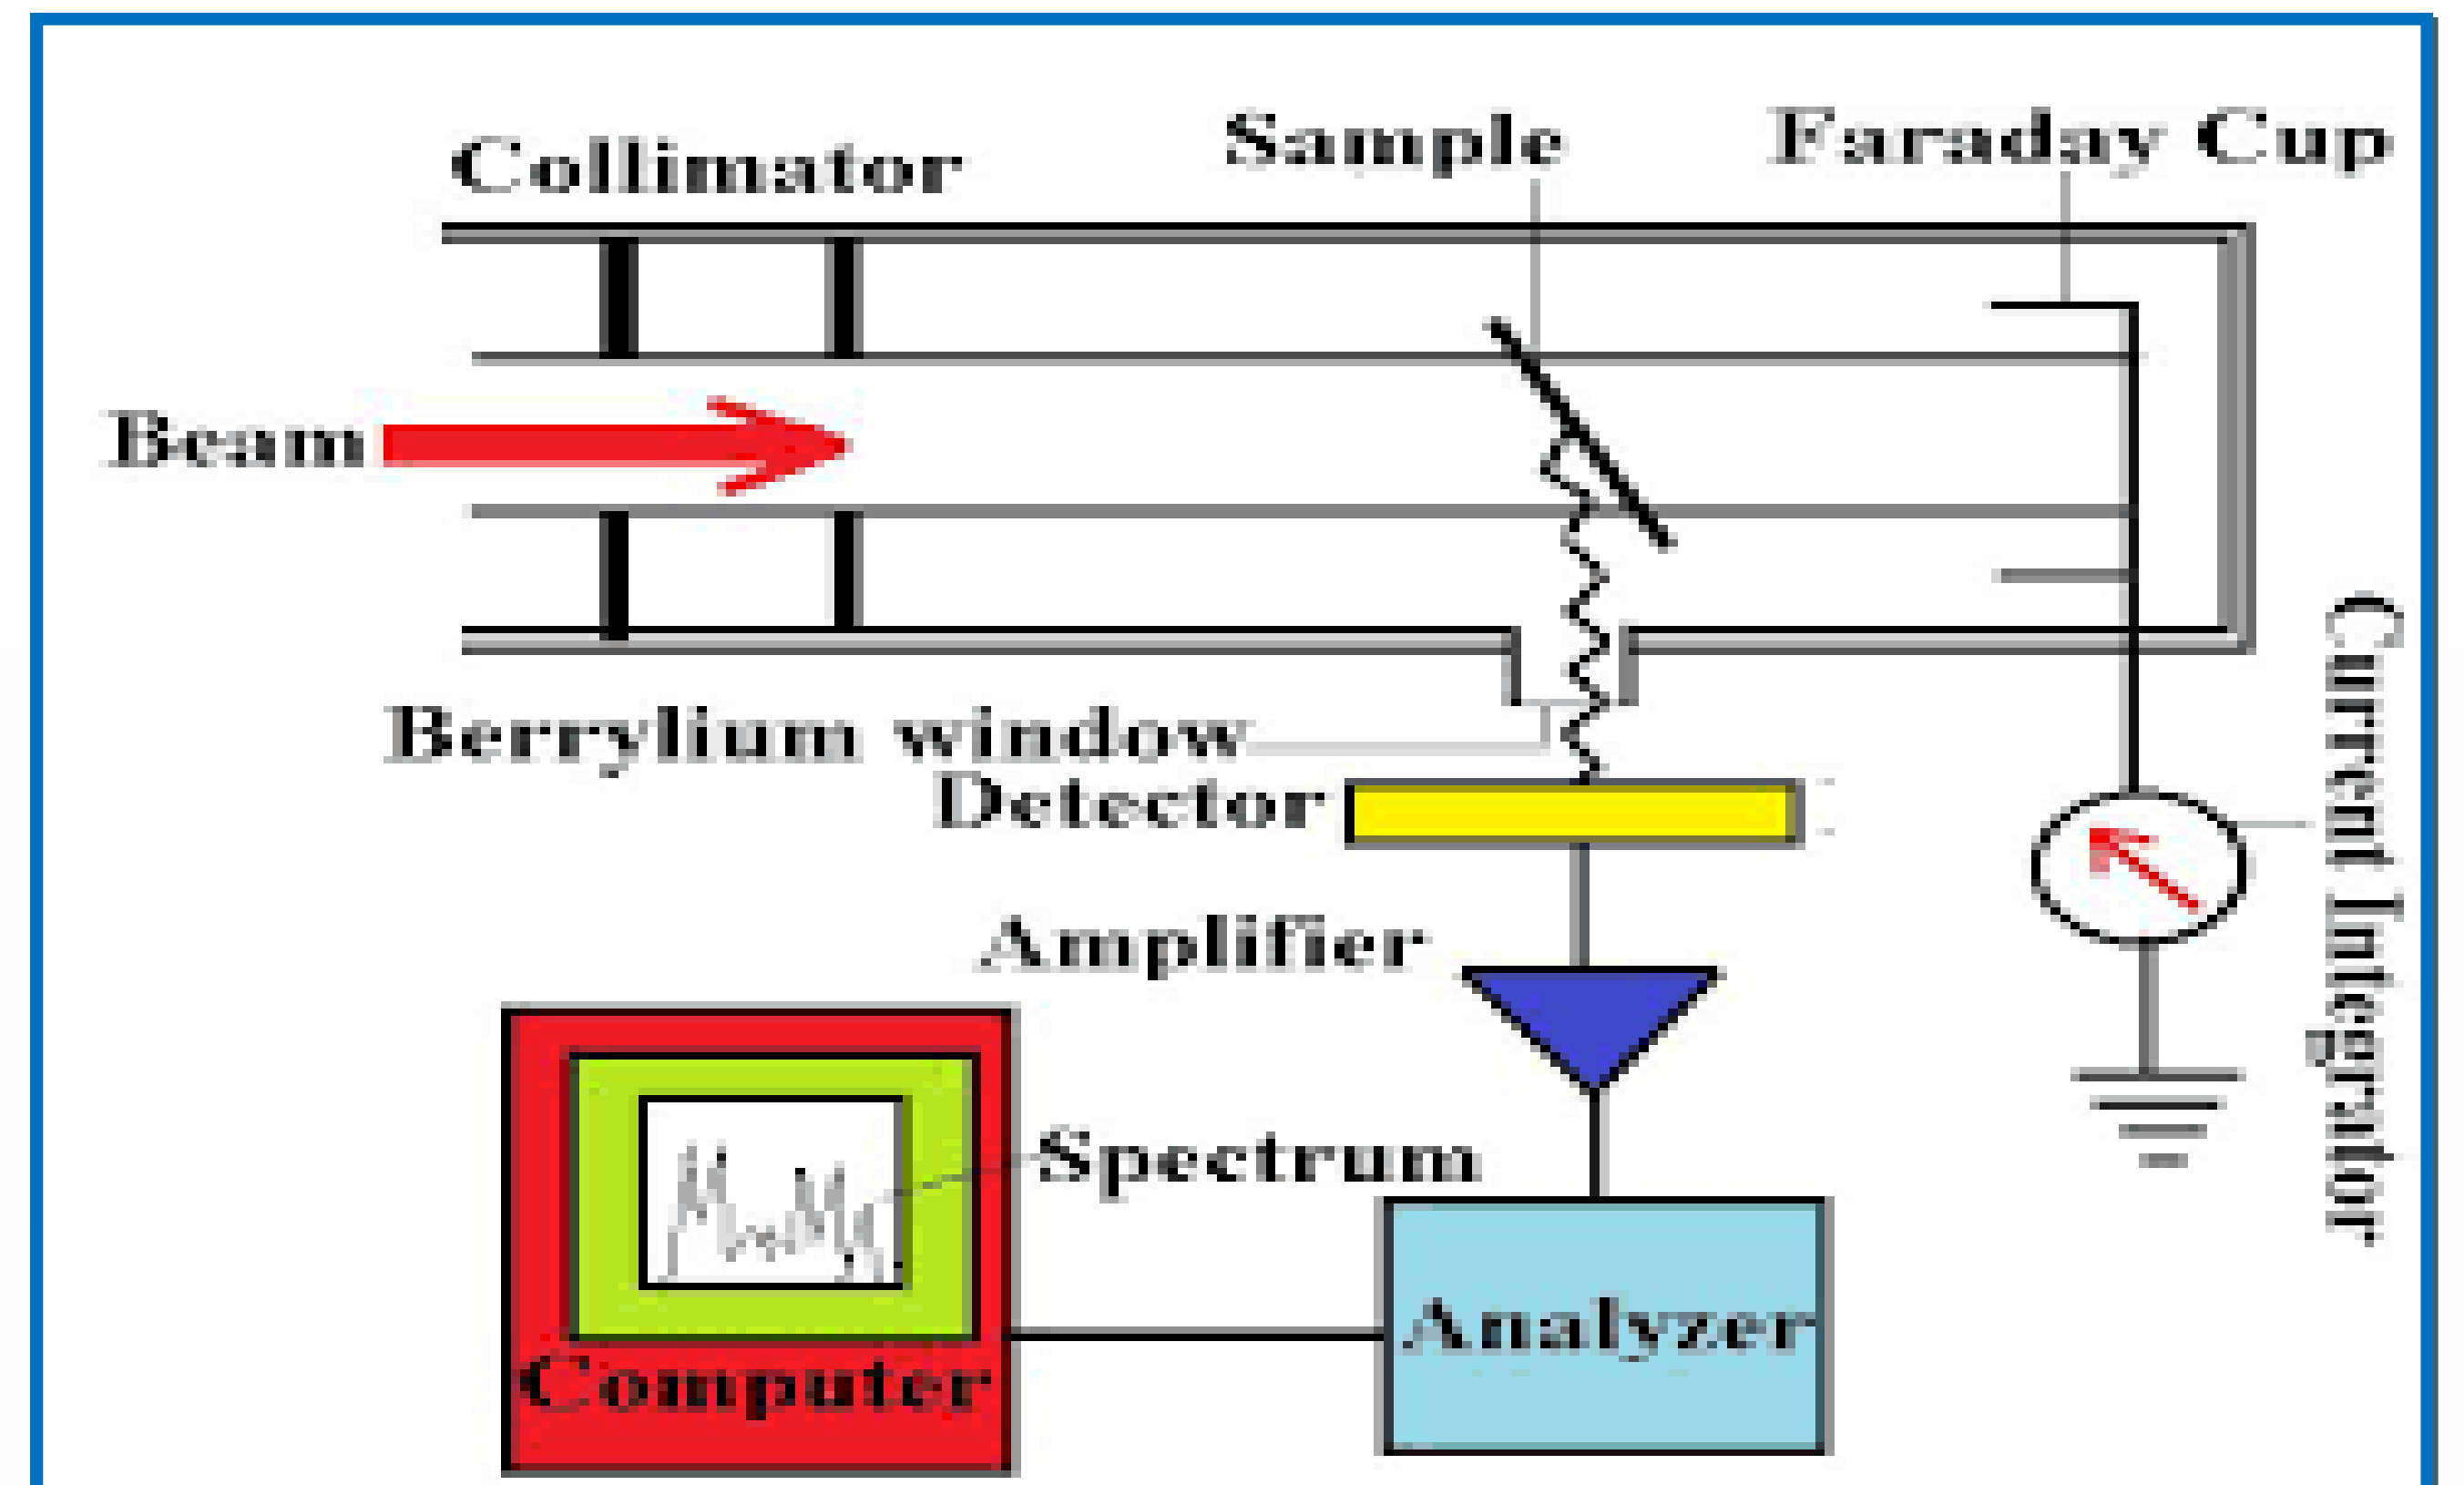 Collimator
Sample
Faraday Cup
Beam
Berrylium window
Detector
Current Integrator
Amplifier
Spectrum
Analyzer
Computer